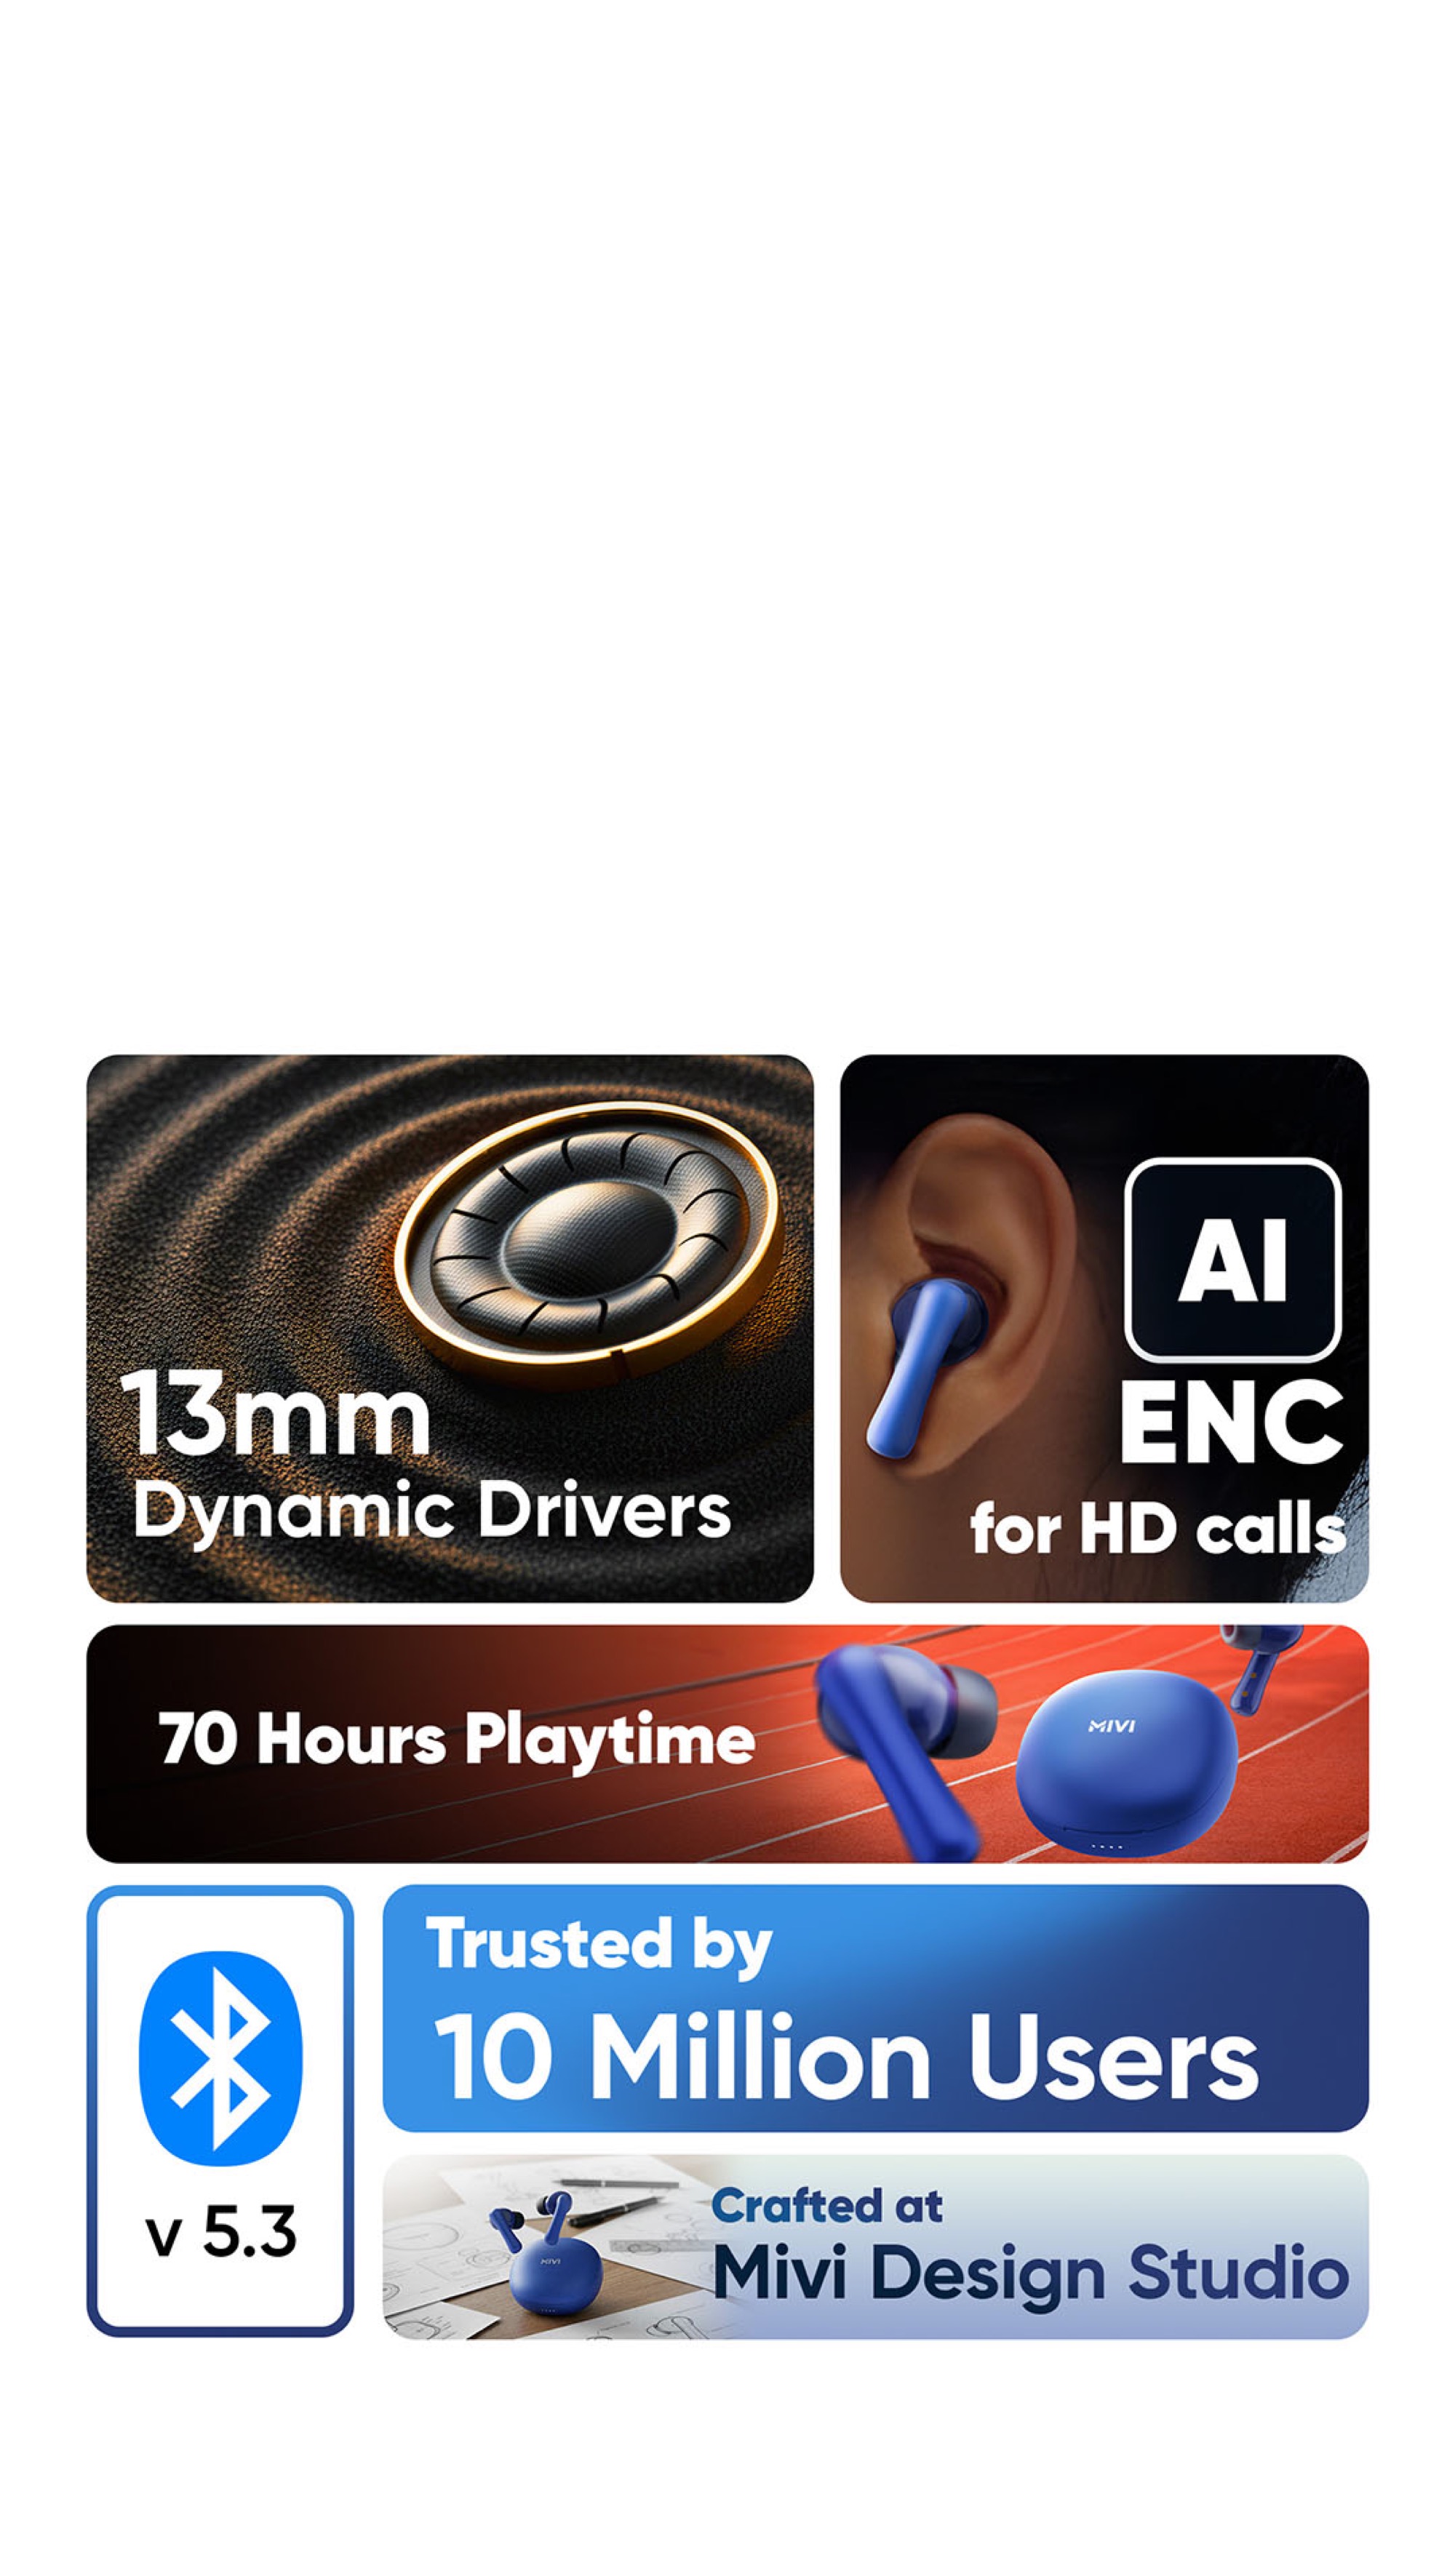 13mm
Dynamic Drivers
AI
ENC
for HD calls
70 Hours Playtime
MIVI
v 5.3
Trusted by
10 Million Users
MIVI
Crafted at
Mivi Design Studio